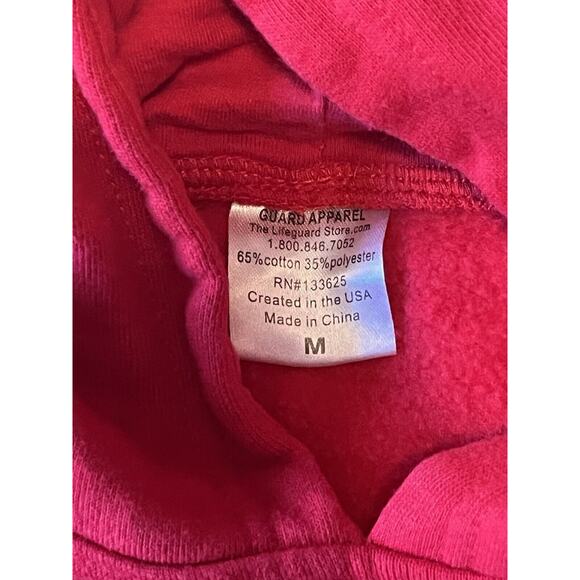 GUARD APPAREL
The Lifeguard Store.com
1.800.846.7052
65%cotton 35%polyester
RN#133625
Created in the USA
Made in China
M